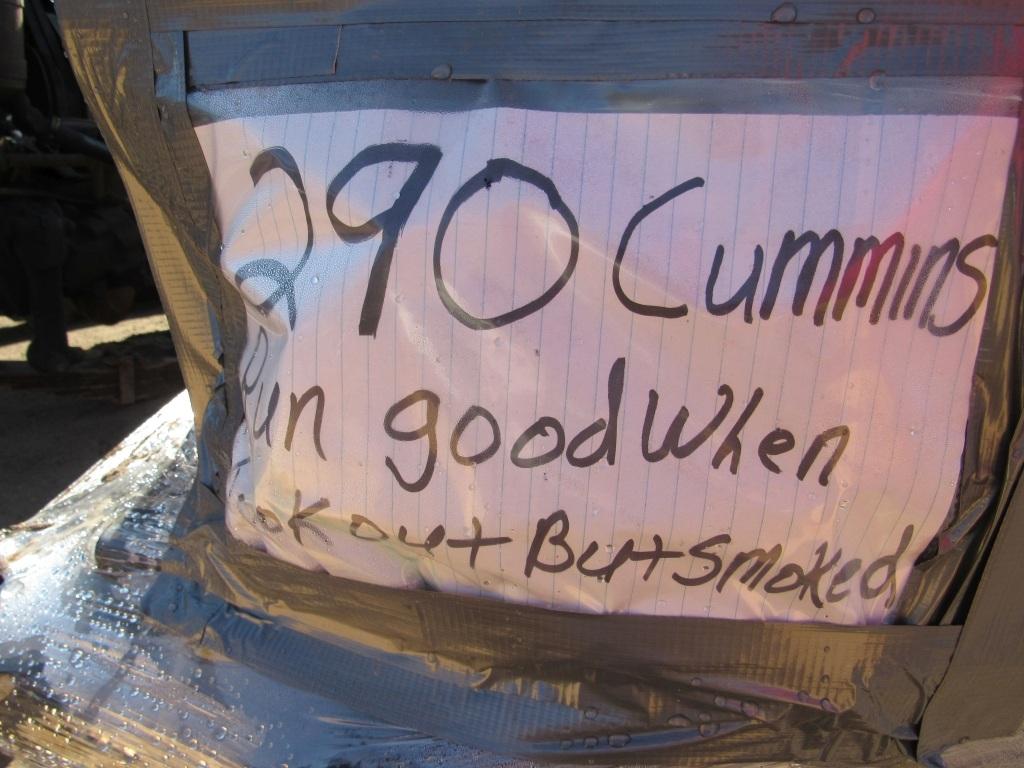 290 Cummins
Run good When
took out But smoked